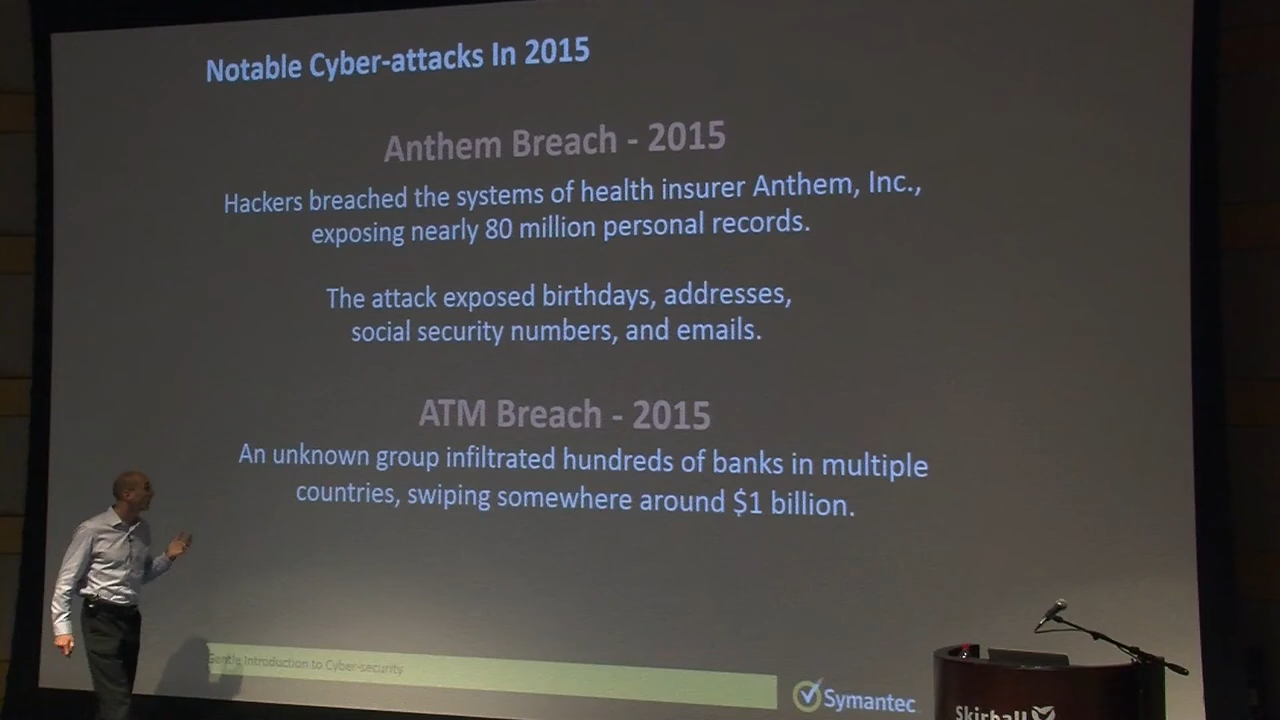 Notable Cyber-attacks In 2015
Anthem Breach - 2015
Hackers breached the systems of health insurer Anthem, Inc.,
exposing nearly 80 million personal records.
The attack exposed birthdays, addresses,
social security numbers, and emails.
ATM Breach - 2015
An unknown group infiltrated hundreds of banks in multiple
countries, swiping somewhere around $1 billion.
Gentle Introduction to Cyber-security
Symantec
Skirball